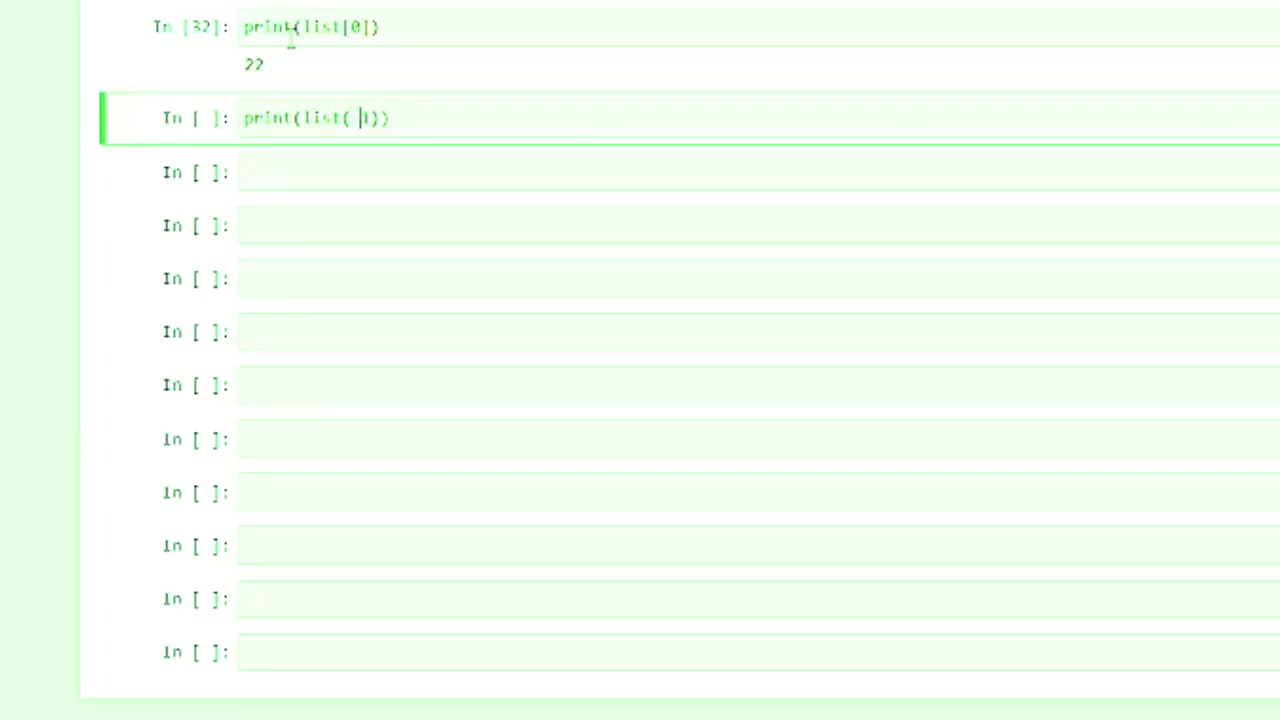 In [32]: print(list[0])
22
In [ ]: print(list( 1))
In [ ]:
In [ ]:
In [ ]:
In [ ]:
In [ ]:
In [ ]:
In [ ]:
In [ ]:
In [ ]:
In [ ]: